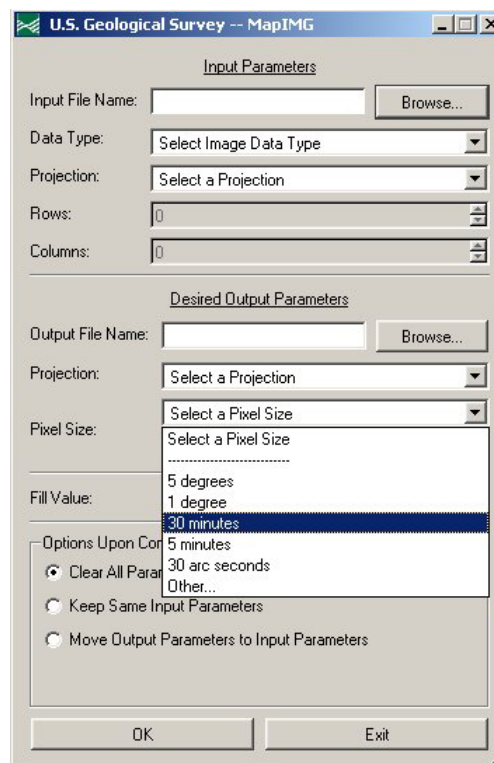 U.S. Geological Survey -- MapIMG
Input Parameters
Input File Name:
Browse...
Data Type:
Select Image Data Type
Projection:
Select a Projection
Rows:
0
Columns:
0
Desired Output Parameters
Output File Name:
Browse...
Projection:
Select a Projection
Pixel Size:
Select a Pixel Size
Select a Pixel Size
----------------------------
5 degrees
1 degree
30 minutes
5 minutes
30 arc seconds
Other...
Fill Value:
Options Upon Co
Clear All Para
Keep Same Input Parameters
Move Output Parameters to Input Parameters
OK
Exit